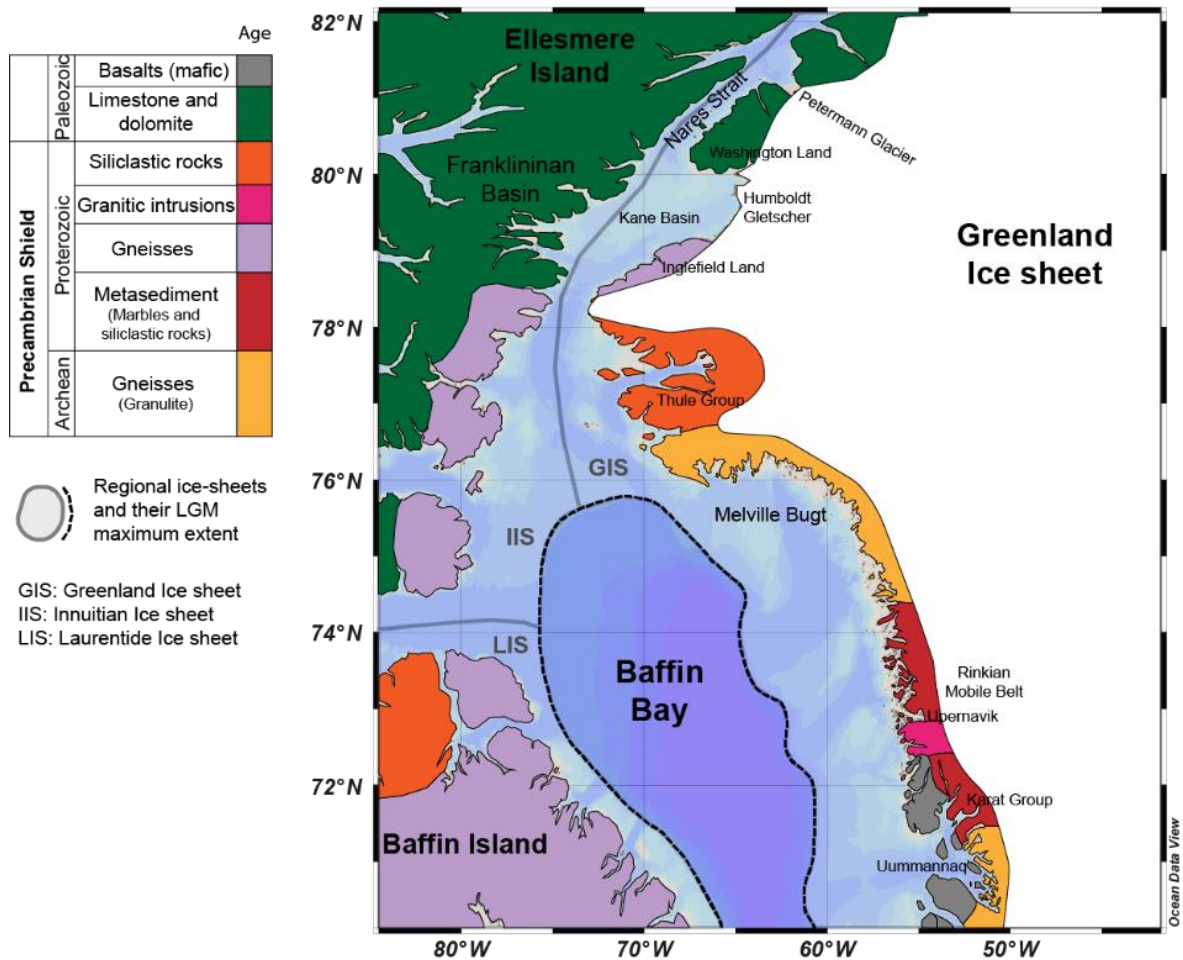 Age
Paleozoic
Basalts (mafic)
Limestone and
dolomite
Precambrian Shield
Proterozoic
Siliclastic rocks
Granitic intrusions
Gneisses
Metasediment
(Marbles and
siliclastic rocks)
Archean
Gneisses
(Granulite)
Regional ice-sheets
and their LGM
maximum extent
GIS: Greenland Ice sheet
IIS: Innuitian Ice sheet
LIS: Laurentide Ice sheet
82°N
80°N
78°N
76°N
74°N
72°N
80°W
70°W
60°W
50°W
Ellesmere
Island
Nares Strait
Petermann Glacier
Washington Land
Franklininan
Basin
Humboldt
Gletscher
Kane Basin
Greenland
Ice sheet
Inglefield Land
Thule Group
GIS
Melville Bugt
IIS
LIS
Baffin
Bay
Rinkian
Mobile Belt
Upernavik
Karat Group
Baffin Island
Uummannaq
Ocean Data View